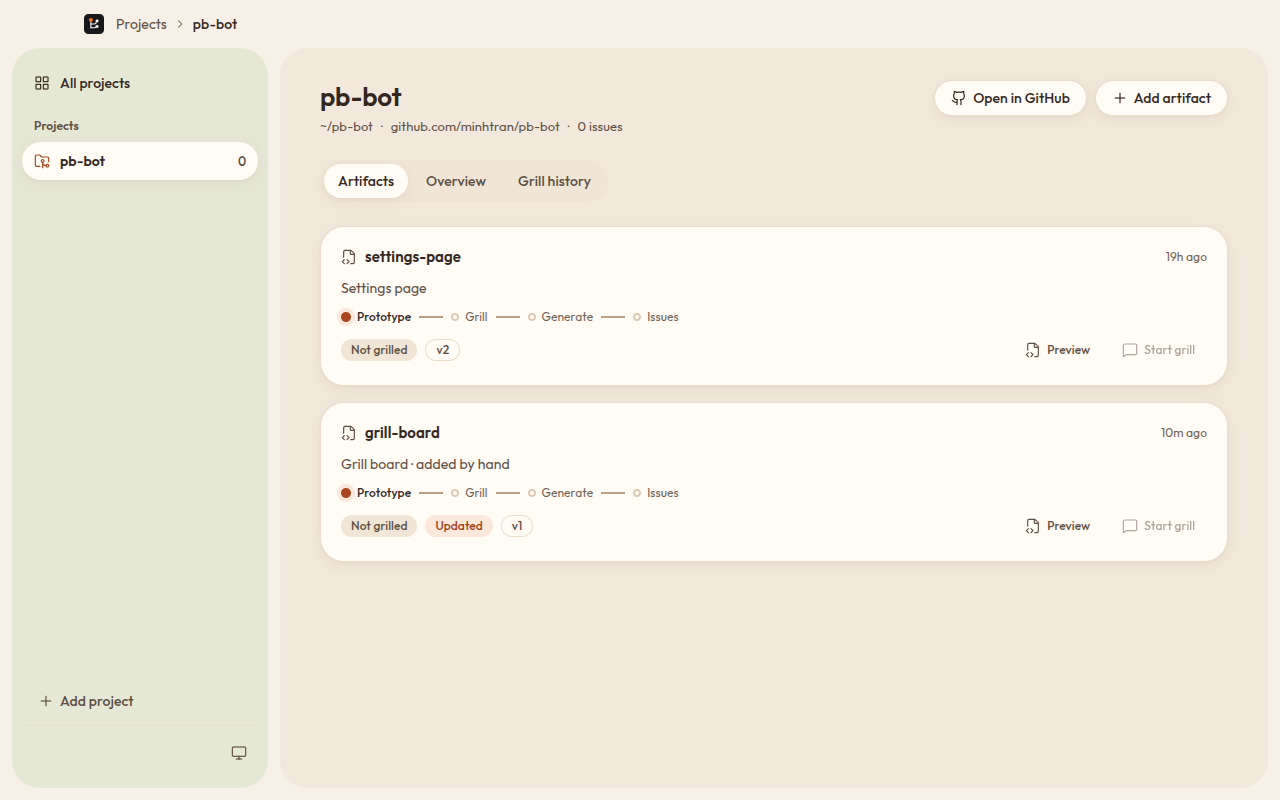 Projects > pb-bot
All projects
Projects
pb-bot 0
Add project
pb-bot
~/pb-bot · github.com/minhtran/pb-bot · 0 issues
Open in GitHub
Add artifact
Artifacts Overview Grill history
settings-page 19h ago
Settings page
Prototype Grill Generate Issues
Not grilled v2 Preview Start grill
grill-board 10m ago
Grill board · added by hand
Prototype Grill Generate Issues
Not grilled Updated v1 Preview Start grill